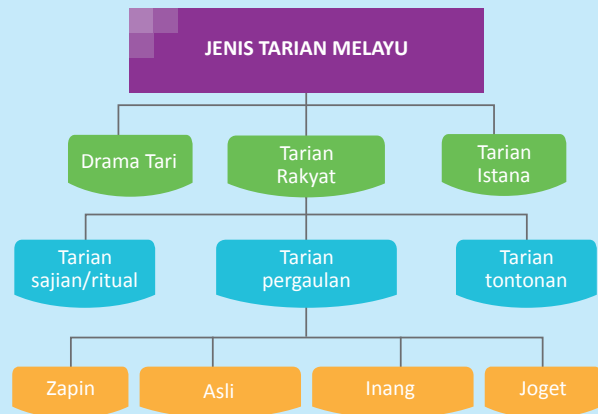 JENIS TARIAN MELAYU
Drama Tari
Tarian
Rakyat
Tarian
Istana
Tarian
sajian/ritual
Tarian
pergaulan
Tarian
tontonan
Zapin
Asli
Inang
Joget